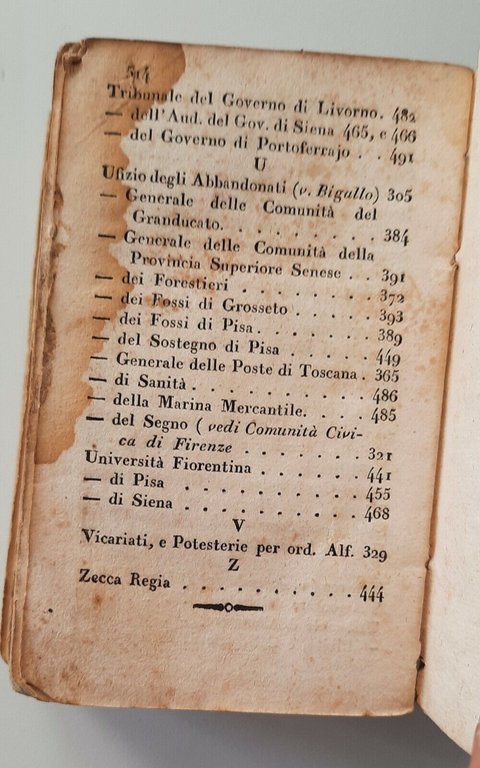 514
Tribunale del Governo di Livorno. 482
— dell'Aud. del Gov. di Siena 465, e 466
— del Governo di Portoferrajo . . 491
U
Ufizio degli Abbandonati (v. Bigallo) 305
— Generale delle Comunità del
Granducato. . . . . . . . . 384
— Generale delle Comunità della
Provincia Superiore Senese . . 391
— dei Forestieri . . . . . . . . 372
— dei Fossi di Grosseto . . . . . 393
— dei Fossi di Pisa. . . . . . . 389
— del Sostegno di Pisa . . . . . 449
— Generale delle Poste di Toscana . 365
— di Sanità . . . . . . . . . . 486
— della Marina Mercantile. . . . . 485
— del Segno ( vedi Comunità Civi-
ca di Firenze . . . . . . . . 321
Università Fiorentina . . . . . . 441
— di Pisa . . . . . . . . . . 455
— di Siena . . . . . . . . . . 468
V
Vicariati, e Potesterie per ord. Alf. 329
Z
Zecca Regia . . . . . . . . . . 444